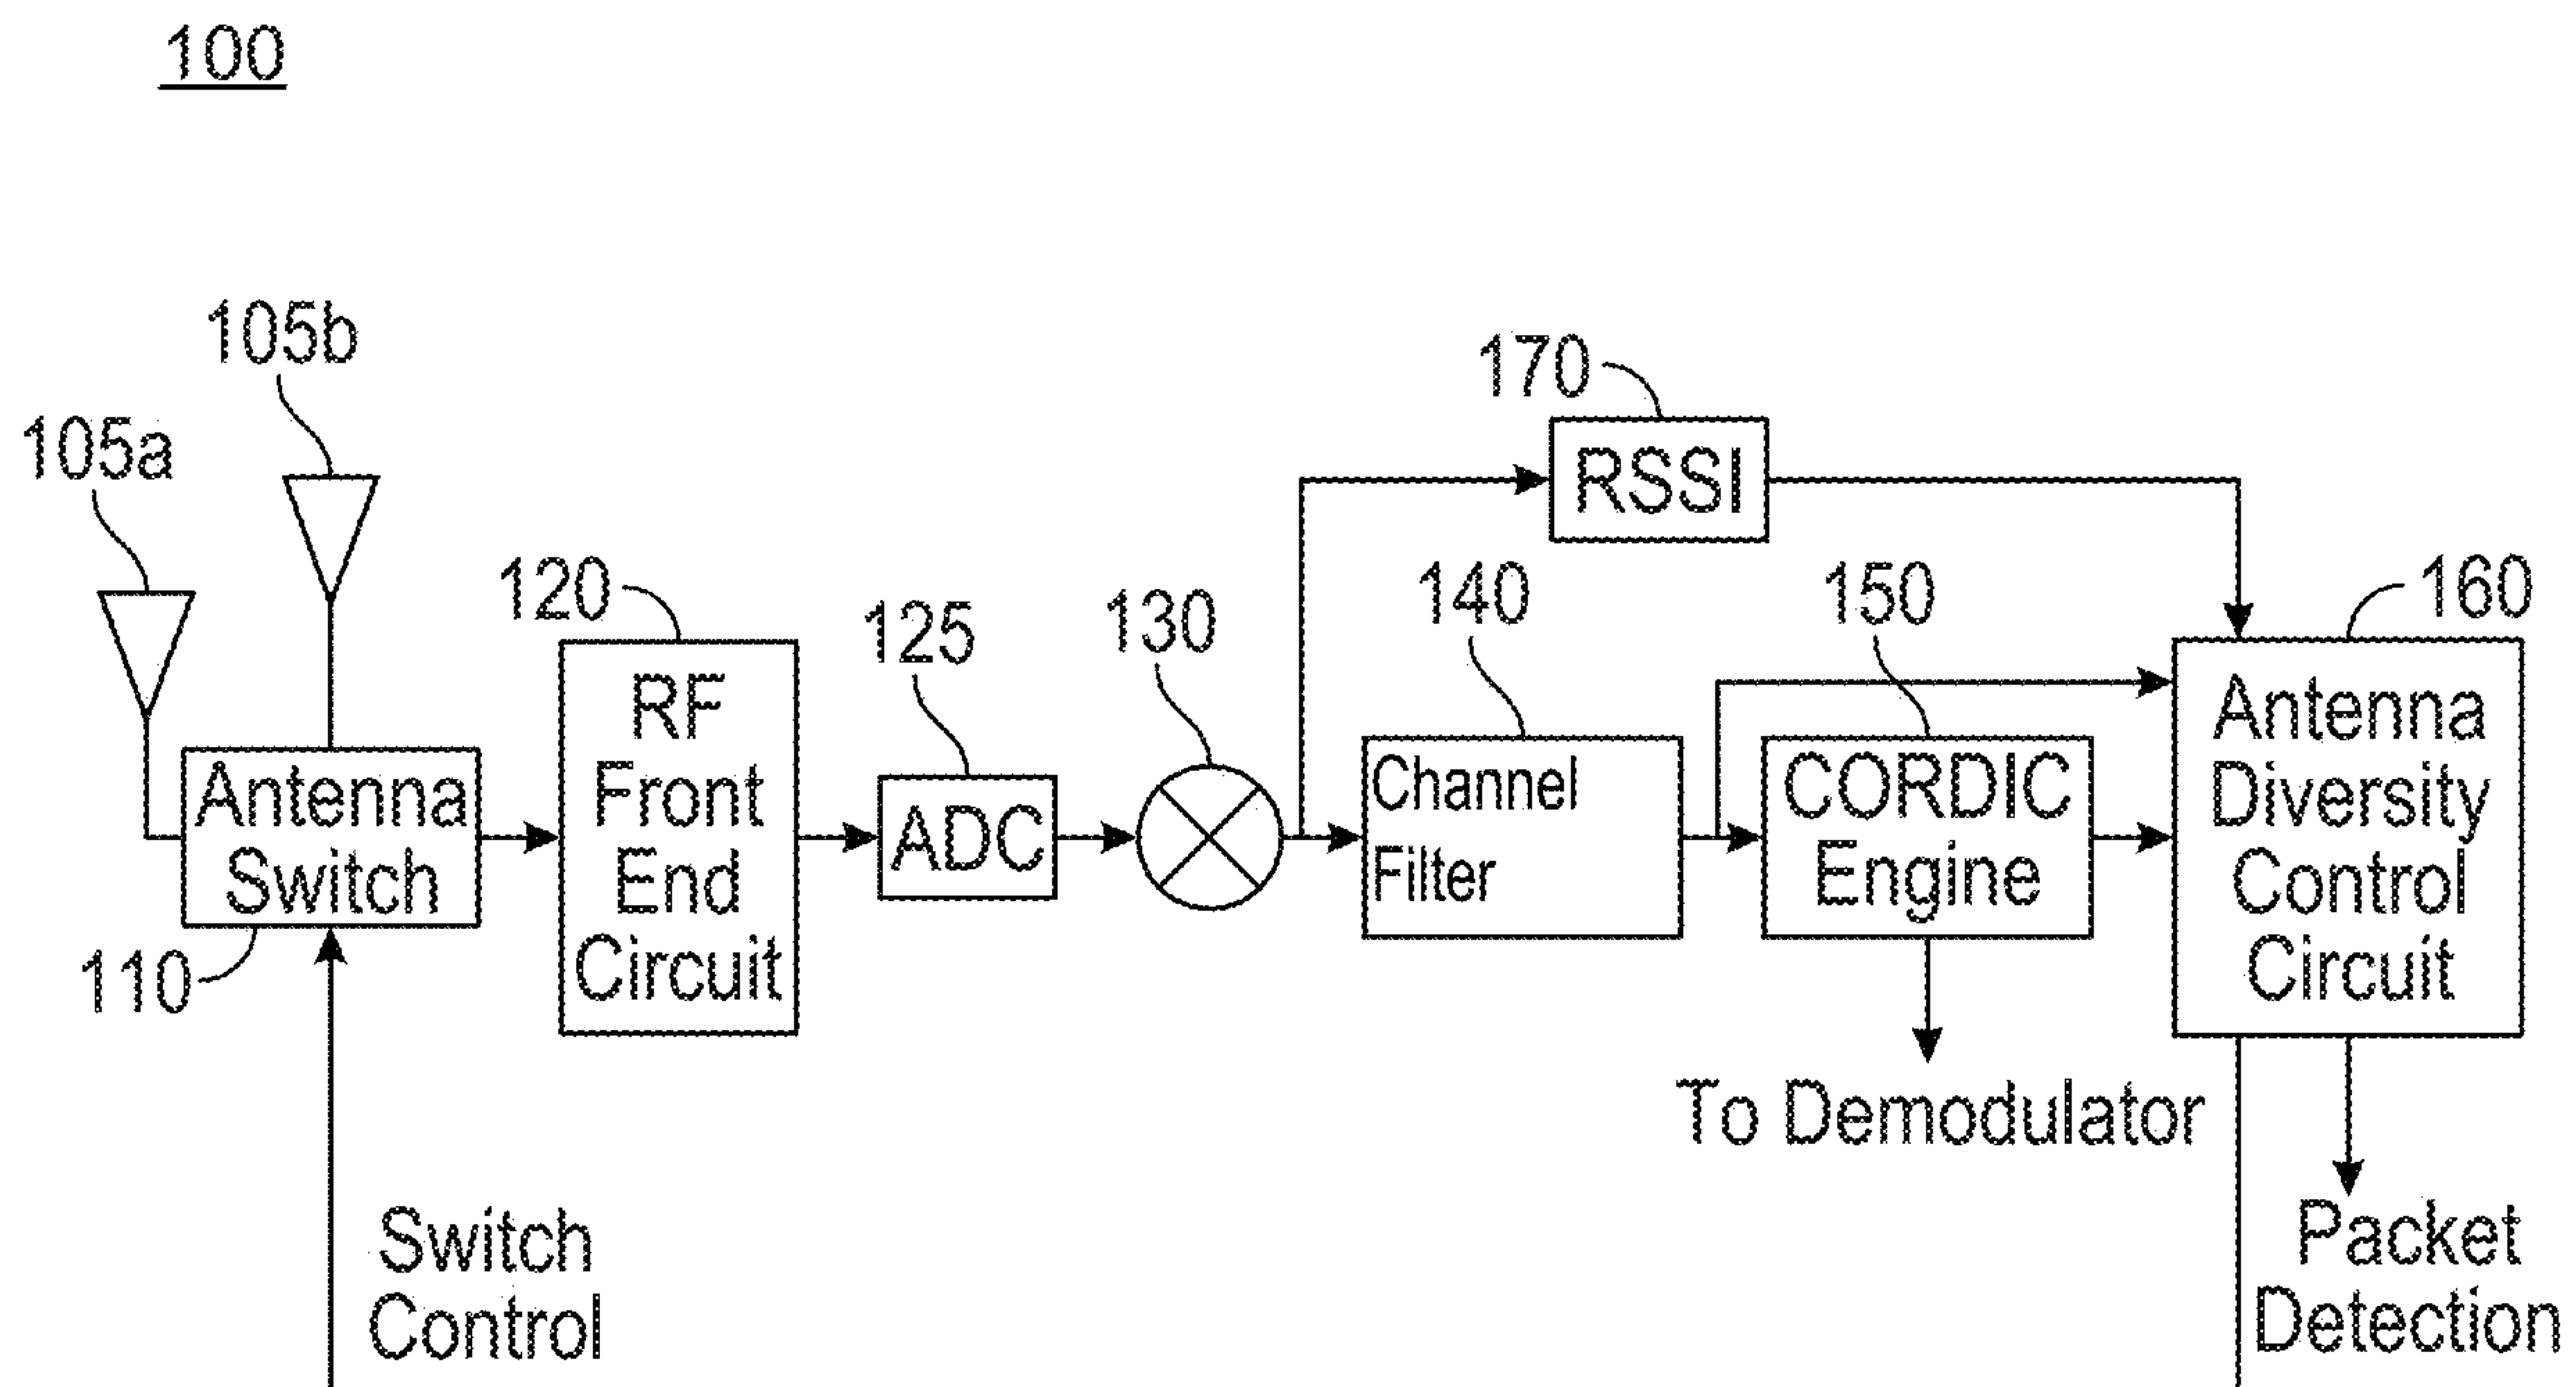 100
105b
105a
170
120
125
130
140
150
160
RSSI
Antenna
Switch
110
RF
Front
End
Circuit
ADC
Channel
Filter
CORDIC
Engine
Antenna
Diversity
Control
Circuit
To Demodulator
Switch
Control
Packet
Detection